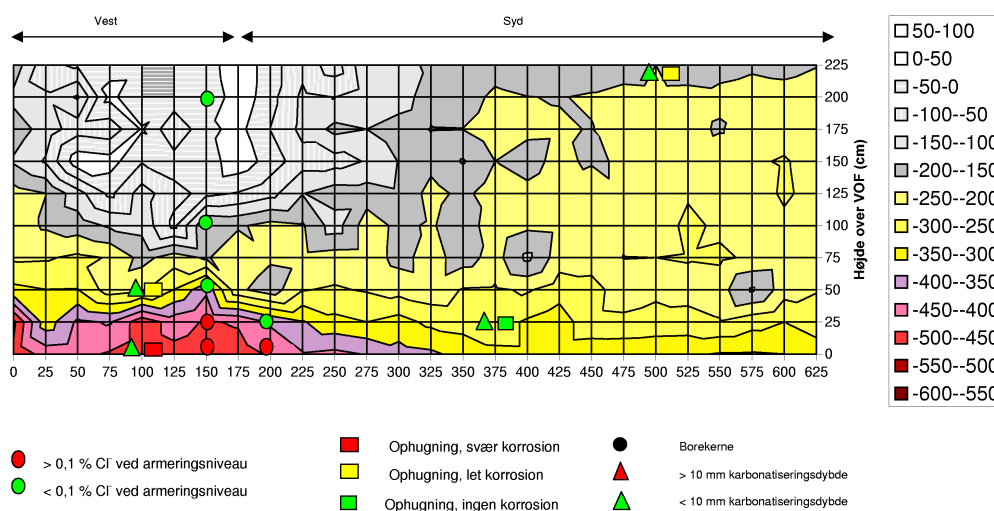 Vest
Syd
225
200
175
150
125
100
75
50
25
0
Højde over VOF (cm)
0 25 50 75 100 125 150 175 200 225 250 275 300 325 350 375 400 425 450 475 500 525 550 575 600 625
50-100
0-50
-50-0
-100--50
-150--100
-200--150
-250--200
-300--250
-350--300
-400--350
-450--400
-500--450
-550--500
-600--550
> 0,1 % Cl⁻ ved armeringsniveau
< 0,1 % Cl⁻ ved armeringsniveau
Ophugning, svær korrosion
Ophugning, let korrosion
Ophugning, ingen korrosion
Borekerne
> 10 mm karbonatiseringsdybde
< 10 mm karbonatiseringsdybde